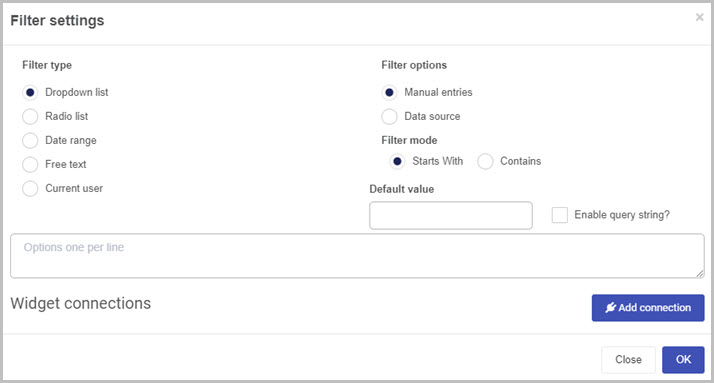 Filter settings
×
Filter type
Dropdown list
Radio list
Date range
Free text
Current user
Filter options
Manual entries
Data source
Filter mode
Starts With
Contains
Default value
Enable query string?
Options one per line
Widget connections
Add connection
Close
OK